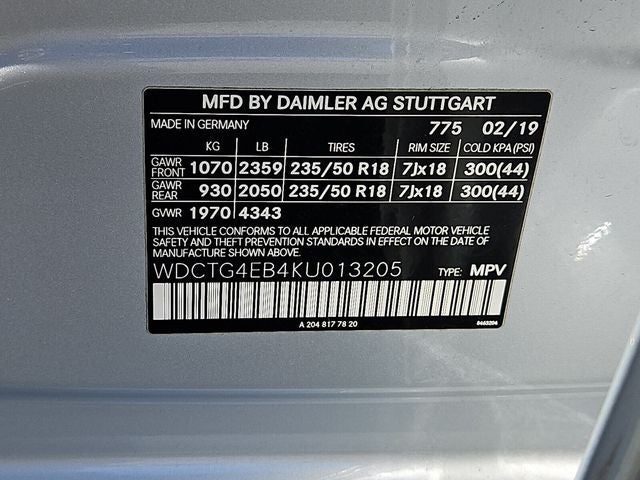 MFD BY DAIMLER AG STUTTGART
MADE IN GERMANY 775 02/19
KG LB TIRES RIM SIZE COLD KPA(PSI)
GAWR FRONT 1070 2359 235/50 R18 7Jx18 300(44)
GAWR REAR 930 2050 235/50 R18 7Jx18 300(44)
GVWR 1970 4343
THIS VEHICLE CONFORMS TO ALL APPLICABLE FEDERAL MOTOR VEHICLE
SAFETY AND THEFT PREVENTION STANDARDS IN EFFECT ON THE DATE OF
MANUFACTURE SHOWN ABOVE.
WDCTG4EB4KU013205 TYPE: MPV
A 204 817 78 20 8463204